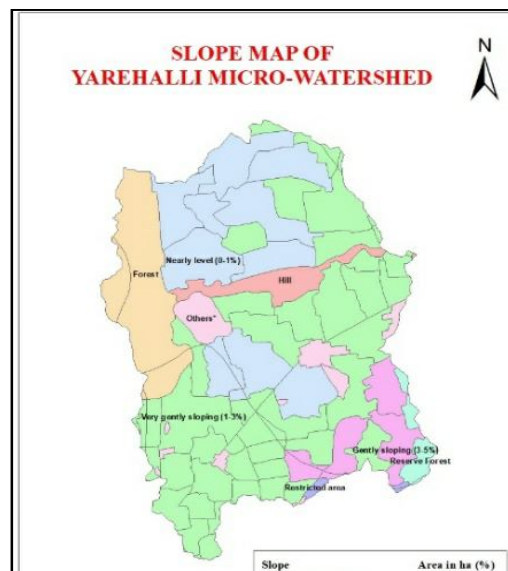 SLOPE MAP OF
YAREHALLI MICRO-WATERSHED
N
Nearly level (0-1%)
Forest
Hill
Others*
Very gently sloping (1-3%)
Gently sloping (3-5%)
Reserve Forest
Restricted area
Slope Area in ha (%)